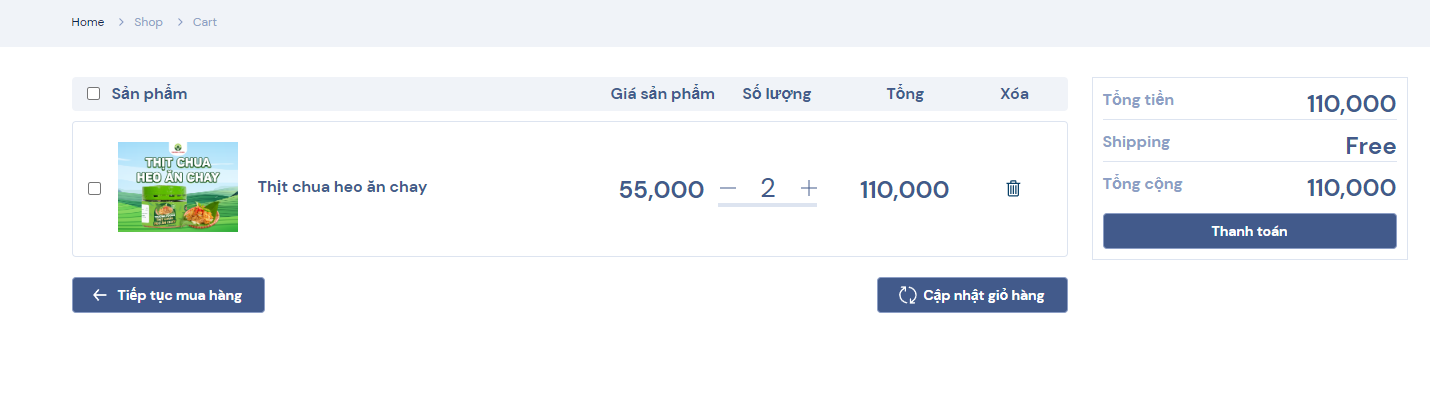 Home > Shop > Cart
Sản phẩm Giá sản phẩm Số lượng Tổng Xóa
THỊT CHUA
HEO ĂN CHAY
Thịt chua heo ăn chay 55,000 — 2 + 110,000
Tiếp tục mua hàng
Cập nhật giỏ hàng
Tổng tiền 110,000
Shipping Free
Tổng cộng 110,000
Thanh toán